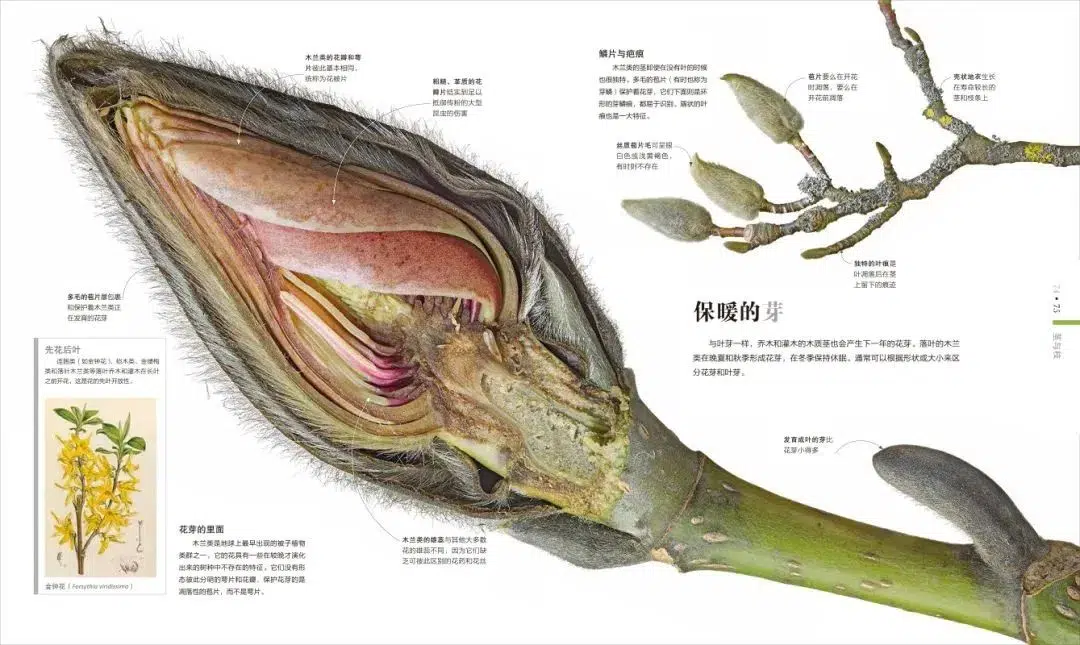 木兰类的花瓣和萼
片彼此基本相同，
统称为花被片
粗糙、革质的花
瓣片结实到足以
抵御传粉的大型
昆虫的伤害
多毛的苞片层包裹
和保护着木兰类正
在发育的花芽
先花后叶
连翘类（如金钟花）、桤木类、金缕梅
类和落叶木兰类等落叶乔木和灌木在长叶
之前开花，这是花的先叶开放性。
金钟花（Forsythia viridissima）
花芽的里面
木兰类是地球上最早出现的被子植物
类群之一，它的花具有一些在较晚才演化
出来的树种中不存在的特征，它们没有形
态彼此分明的萼片和花瓣，保护花芽的是
凋落性的苞片，而不是萼片。
木兰类的雄蕊与其他大多数
花的雄蕊不同，因为它们缺
乏可彼此区别的花药和花丝
鳞片与疤痕
木兰类的茎即使在没有叶的时候
也很独特。多毛的苞片（有时也称为
芽鳞）保护着花芽，它们下面则是环
形的芽鳞痕，都易于识别。盾状的叶
痕也是一大特征。
丝质苞片毛可呈银
白色或浅黄褐色，
有时则不存在
苞片要么在开花
时凋落，要么在
开花前凋落
壳状地衣生长
在寿命较长的
茎和枝条上
独特的叶痕是
叶凋落后在茎
上留下的痕迹
保暖的芽
与叶芽一样，乔木和灌木的木质茎也会产生下一年的花芽。落叶的木兰
类在晚夏和秋季形成花芽，在冬季保持休眠。通常可以根据形状或大小来区
分花芽和叶芽。
发育成叶的芽比
花芽小得多
74 • 75
茎与枝